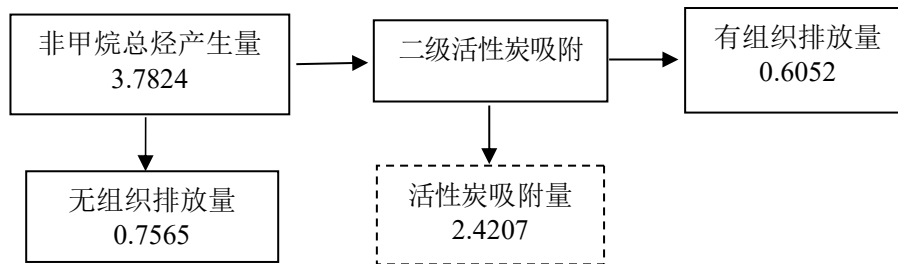 非甲烷总烃产生量
3.7824
二级活性炭吸附
有组织排放量
0.6052
无组织排放量
0.7565
活性炭吸附量
2.4207